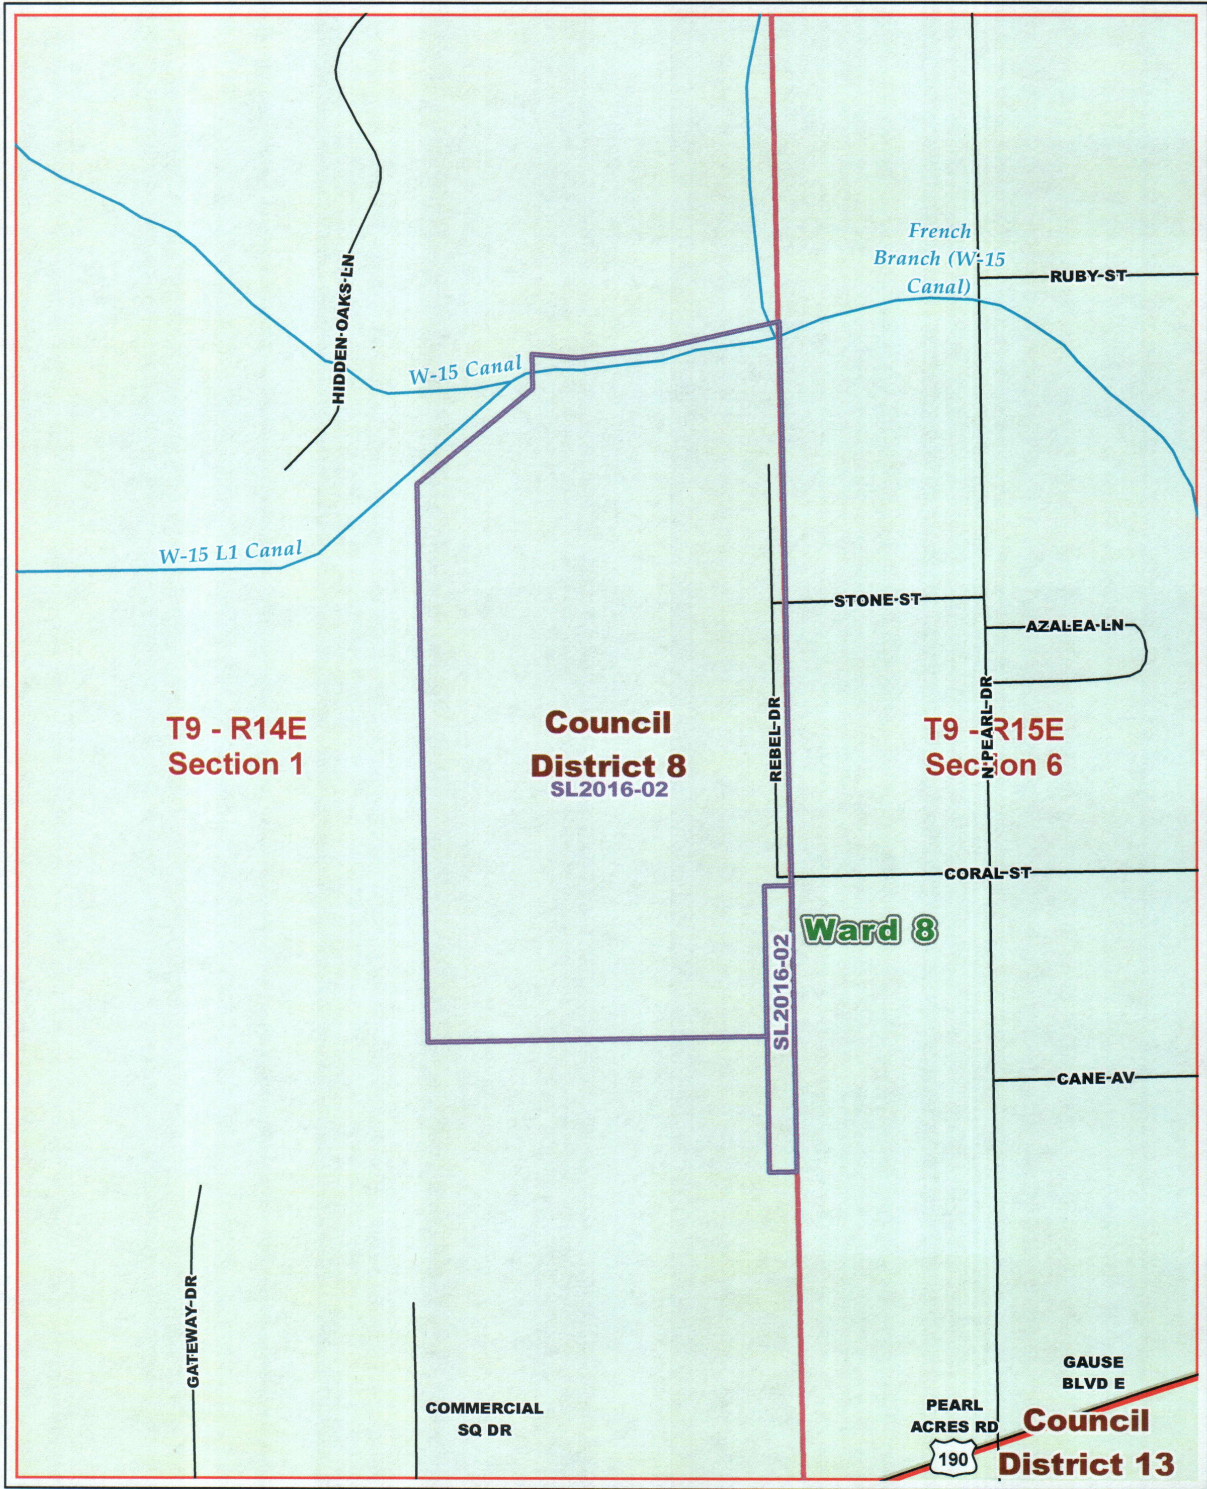 French
Branch (W-15
Canal)
RUBY-ST
HIDDEN-OAKS-LN
W-15 Canal
W-15 L1 Canal
STONE-ST
AZALEA-LN
N PEARL-DR
REBEL-DR
T9 - R14E
Section 1
Council
District 8
SL2016-02
T9 - R15E
Section 6
CORAL-ST
Ward 8
SL2016-02
CANE-AV
GATEWAY-DR
COMMERCIAL
SQ DR
GAUSE
BLVD E
PEARL
ACRES RD
190
Council
District 13